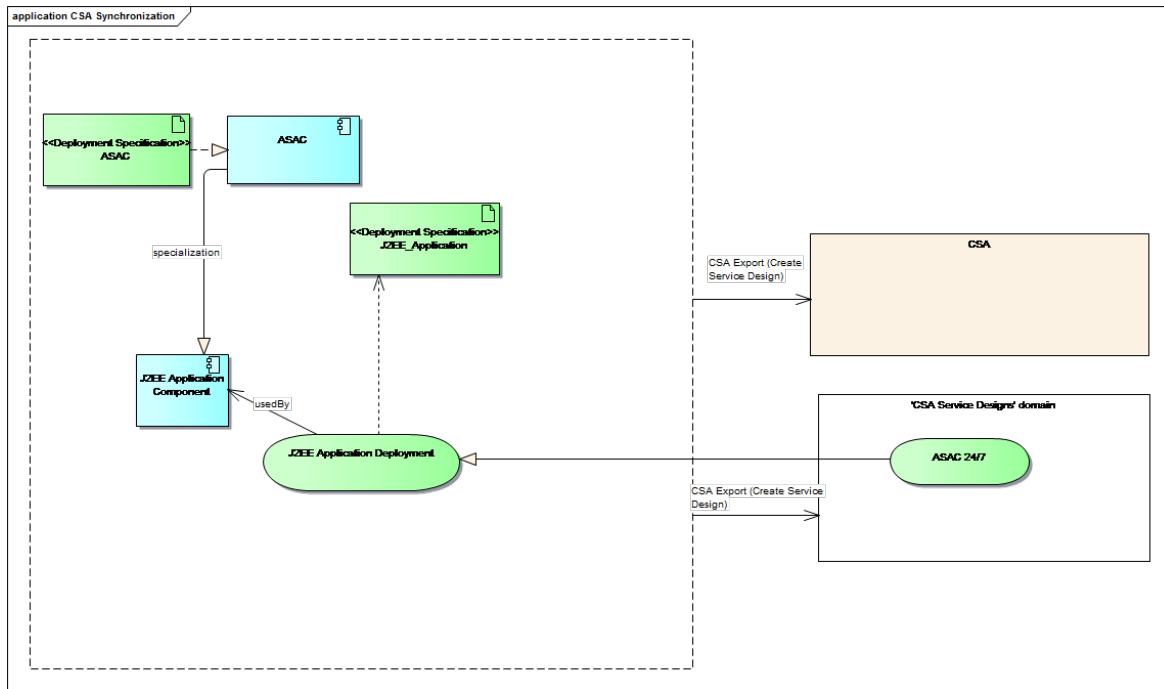 application CSA Synchronization
<<Deployment Specification>>
ASAC
ASAC
<<Deployment Specification>>
J2EE_Application
specialization
CSA
CSA Export (Create
Service Design)
J2EE Application
Component
usedBy
'CSA Service Designs' domain
J2EE Application Deployment
ASAC 24/7
CSA Export (Create Service
Design)